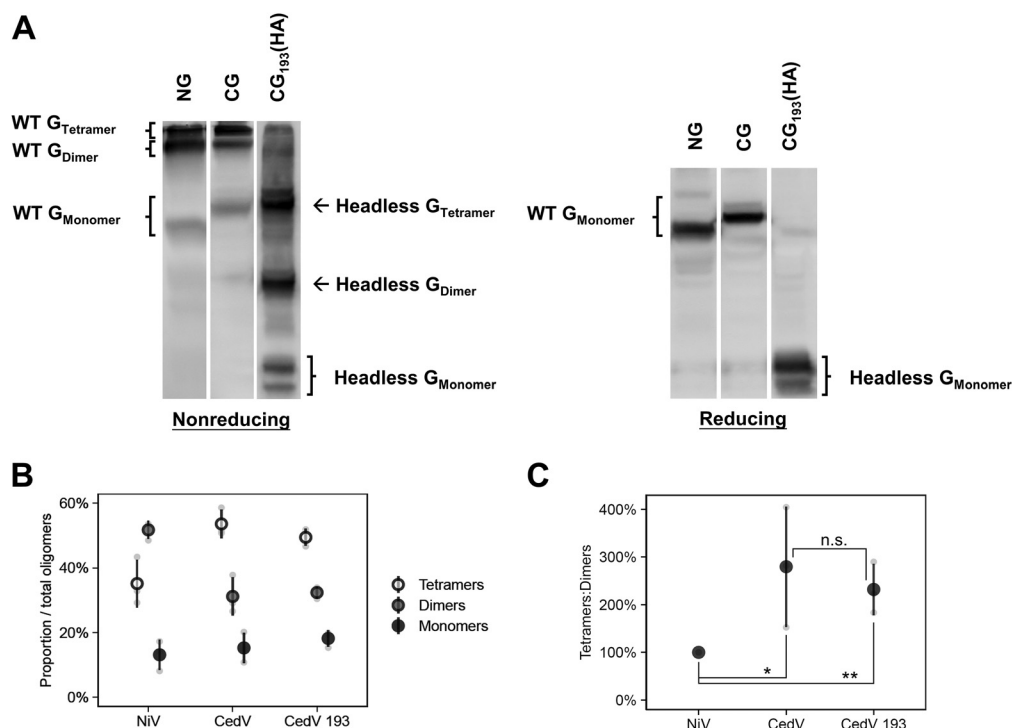 A
NG
CG
CG193(HA)
WT GTetramer
WT GDimer
WT GMonomer
← Headless GTetramer
← Headless GDimer
Headless GMonomer
Nonreducing
NG
CG
CG193(HA)
WT GMonomer
Headless GMonomer
Reducing
B
Proportion / total oligomers
60%
40%
20%
0%
NiV
CedV
CedV 193
Tetramers
Dimers
Monomers
C
Tetramers:Dimers
400%
300%
200%
100%
0%
n.s.
*
**
NiV
CedV
CedV 193